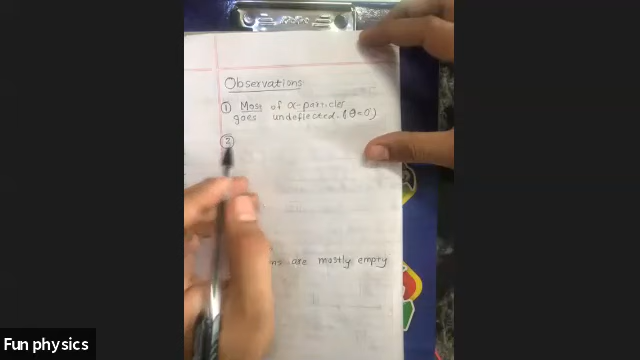 Observations
① Most of α-particles
goes undeflected. (θ=0)
②
are mostly empty
Fun physics